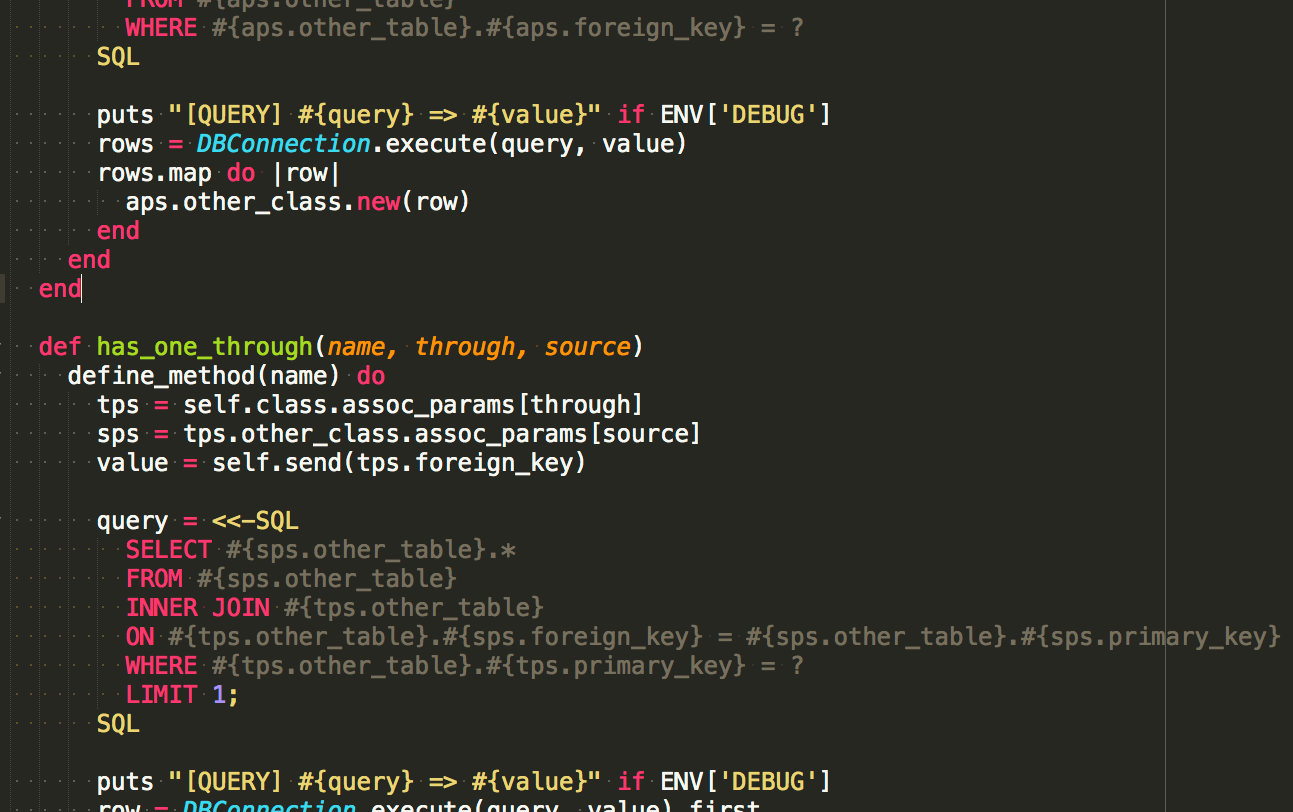 FROM #{aps.other_table}
WHERE #{aps.other_table}.#{aps.foreign_key} = ?
SQL
puts "[QUERY] #{query} => #{value}" if ENV['DEBUG']
rows = DBConnection.execute(query, value)
rows.map do |row|
aps.other_class.new(row)
end
end
end
def has_one_through(name, through, source)
define_method(name) do
tps = self.class.assoc_params[through]
sps = tps.other_class.assoc_params[source]
value = self.send(tps.foreign_key)
query = <<-SQL
SELECT #{sps.other_table}.*
FROM #{sps.other_table}
INNER JOIN #{tps.other_table}
ON #{tps.other_table}.#{sps.foreign_key} = #{sps.other_table}.#{sps.primary_key}
WHERE #{tps.other_table}.#{tps.primary_key} = ?
LIMIT 1;
SQL
puts "[QUERY] #{query} => #{value}" if ENV['DEBUG']
row = DBConnection.execute(query, value).first